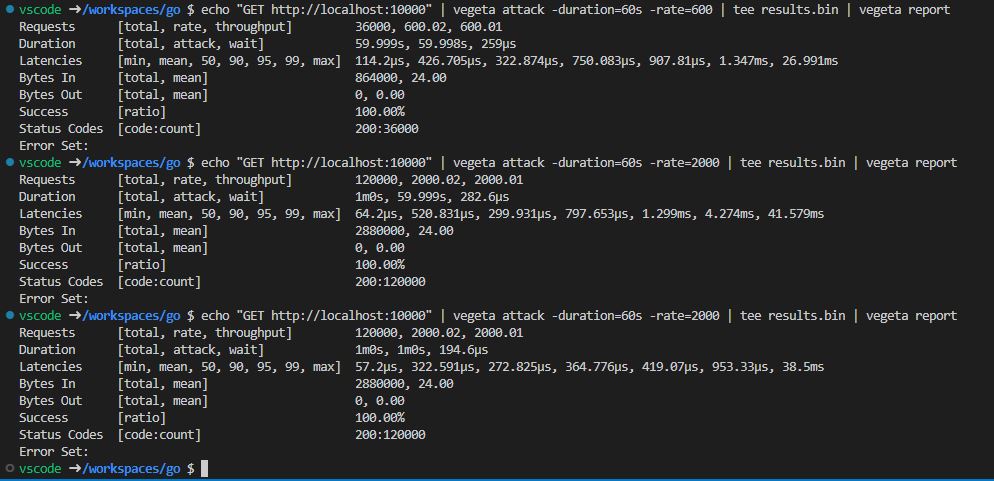 vscode ➜/workspaces/go $ echo "GET http://localhost:10000" | vegeta attack -duration=60s -rate=600 | tee results.bin | vegeta report
Requests      [total, rate, throughput]         36000, 600.02, 600.01
Duration      [total, attack, wait]             59.999s, 59.998s, 259µs
Latencies     [min, mean, 50, 90, 95, 99, max]  114.2µs, 426.705µs, 322.874µs, 750.083µs, 907.81µs, 1.347ms, 26.991ms
Bytes In      [total, mean]                     864000, 24.00
Bytes Out     [total, mean]                     0, 0.00
Success       [ratio]                           100.00%
Status Codes  [code:count]                      200:36000
Error Set:
vscode ➜/workspaces/go $ echo "GET http://localhost:10000" | vegeta attack -duration=60s -rate=2000 | tee results.bin | vegeta report
Requests      [total, rate, throughput]         120000, 2000.02, 2000.01
Duration      [total, attack, wait]             1m0s, 59.999s, 282.6µs
Latencies     [min, mean, 50, 90, 95, 99, max]  64.2µs, 520.831µs, 299.931µs, 797.653µs, 1.299ms, 4.274ms, 41.579ms
Bytes In      [total, mean]                     2880000, 24.00
Bytes Out     [total, mean]                     0, 0.00
Success       [ratio]                           100.00%
Status Codes  [code:count]                      200:120000
Error Set:
vscode ➜/workspaces/go $ echo "GET http://localhost:10000" | vegeta attack -duration=60s -rate=2000 | tee results.bin | vegeta report
Requests      [total, rate, throughput]         120000, 2000.02, 2000.01
Duration      [total, attack, wait]             1m0s, 1m0s, 194.6µs
Latencies     [min, mean, 50, 90, 95, 99, max]  57.2µs, 322.591µs, 272.825µs, 364.776µs, 419.07µs, 953.33µs, 38.5ms
Bytes In      [total, mean]                     2880000, 24.00
Bytes Out     [total, mean]                     0, 0.00
Success       [ratio]                           100.00%
Status Codes  [code:count]                      200:120000
Error Set:
vscode ➜/workspaces/go $